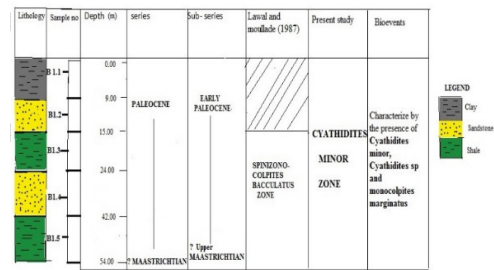 Lithology Sample no Depth (m) series Sub- series Lawal and moullade (1987) Present study Bioevents
B1.1
B1.2
B1.3
B1.4
B1.5
0.00
9.00
15.00
24.00
42.00
54.00
PALEOCENE
? MAASTRICHTIAN
EARLY
PALEOCENE
? Upper
MAASTRICHTIAN
SPINIZONO-
COLPITES
BACCULATUS
ZONE
CYATHIDITES
MINOR
ZONE
Characterize by
the presence of
Cyathidites
minor,
Cyathidites sp
and
monocolpites
marginatus
LEGEND
Clay
Sandstone
Shale